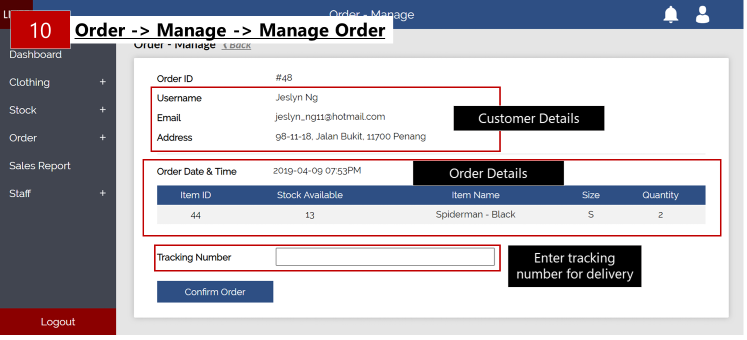 10 Order -> Manage -> Manage Order
Order - Manage
Order - Manage ❮ Back
Dashboard
Clothing +
Stock +
Order +
Sales Report
Staff +
Logout
Order ID #48
Username Jeslyn Ng
Email jeslyn_ng11@hotmail.com
Address 98-11-18, Jalan Bukit, 11700 Penang
Customer Details
Order Date & Time 2019-04-09 07:53PM
Order Details
Item ID Stock Available Item Name Size Quantity
44 13 Spiderman - Black S 2
Tracking Number
Enter tracking
number for delivery
Confirm Order